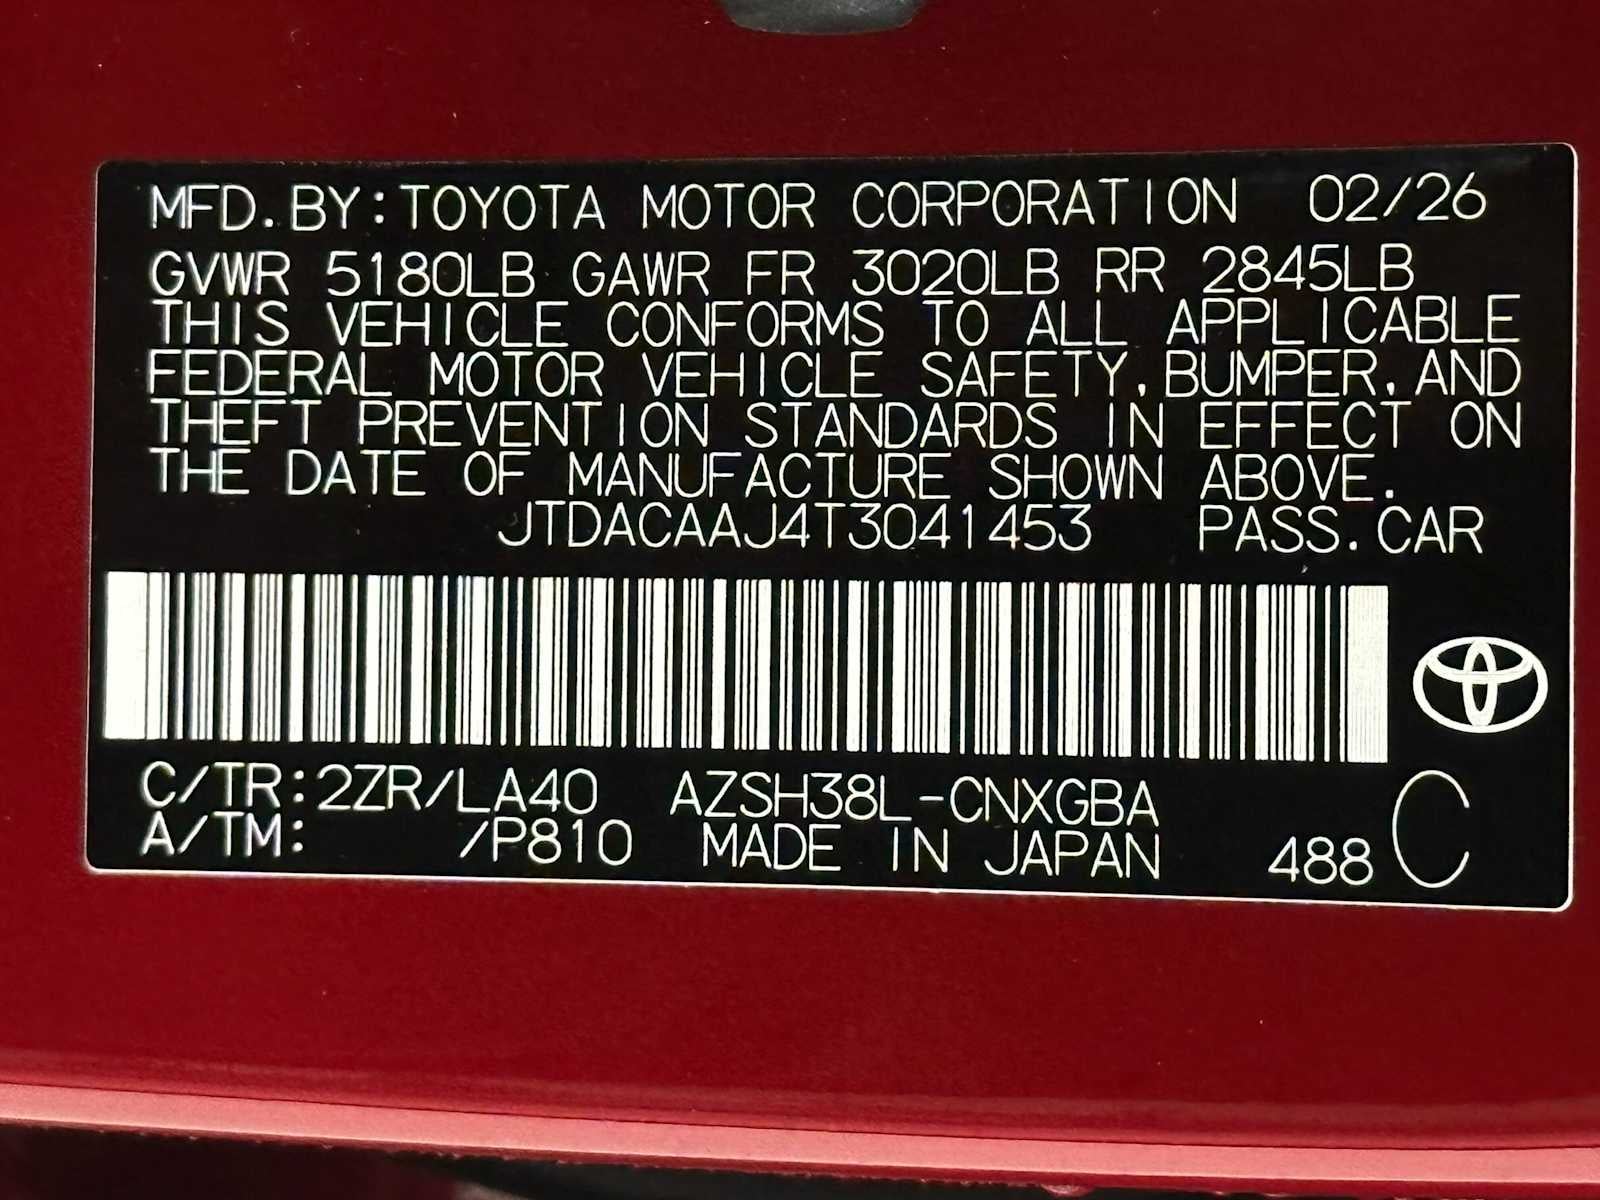 MFD.BY:TOYOTA MOTOR CORPORATION 02/26
GVWR 5180LB GAWR FR 3020LB RR 2845LB
THIS VEHICLE CONFORMS TO ALL APPLICABLE
FEDERAL MOTOR VEHICLE SAFETY,BUMPER,AND
THEFT PREVENTION STANDARDS IN EFFECT ON
THE DATE OF MANUFACTURE SHOWN ABOVE.
JTDACAAJ4T3041453 PASS.CAR
C/TR:2ZR/LA40 AZSH38L-CNXGBA
A/TM: /P810 MADE IN JAPAN 488 C